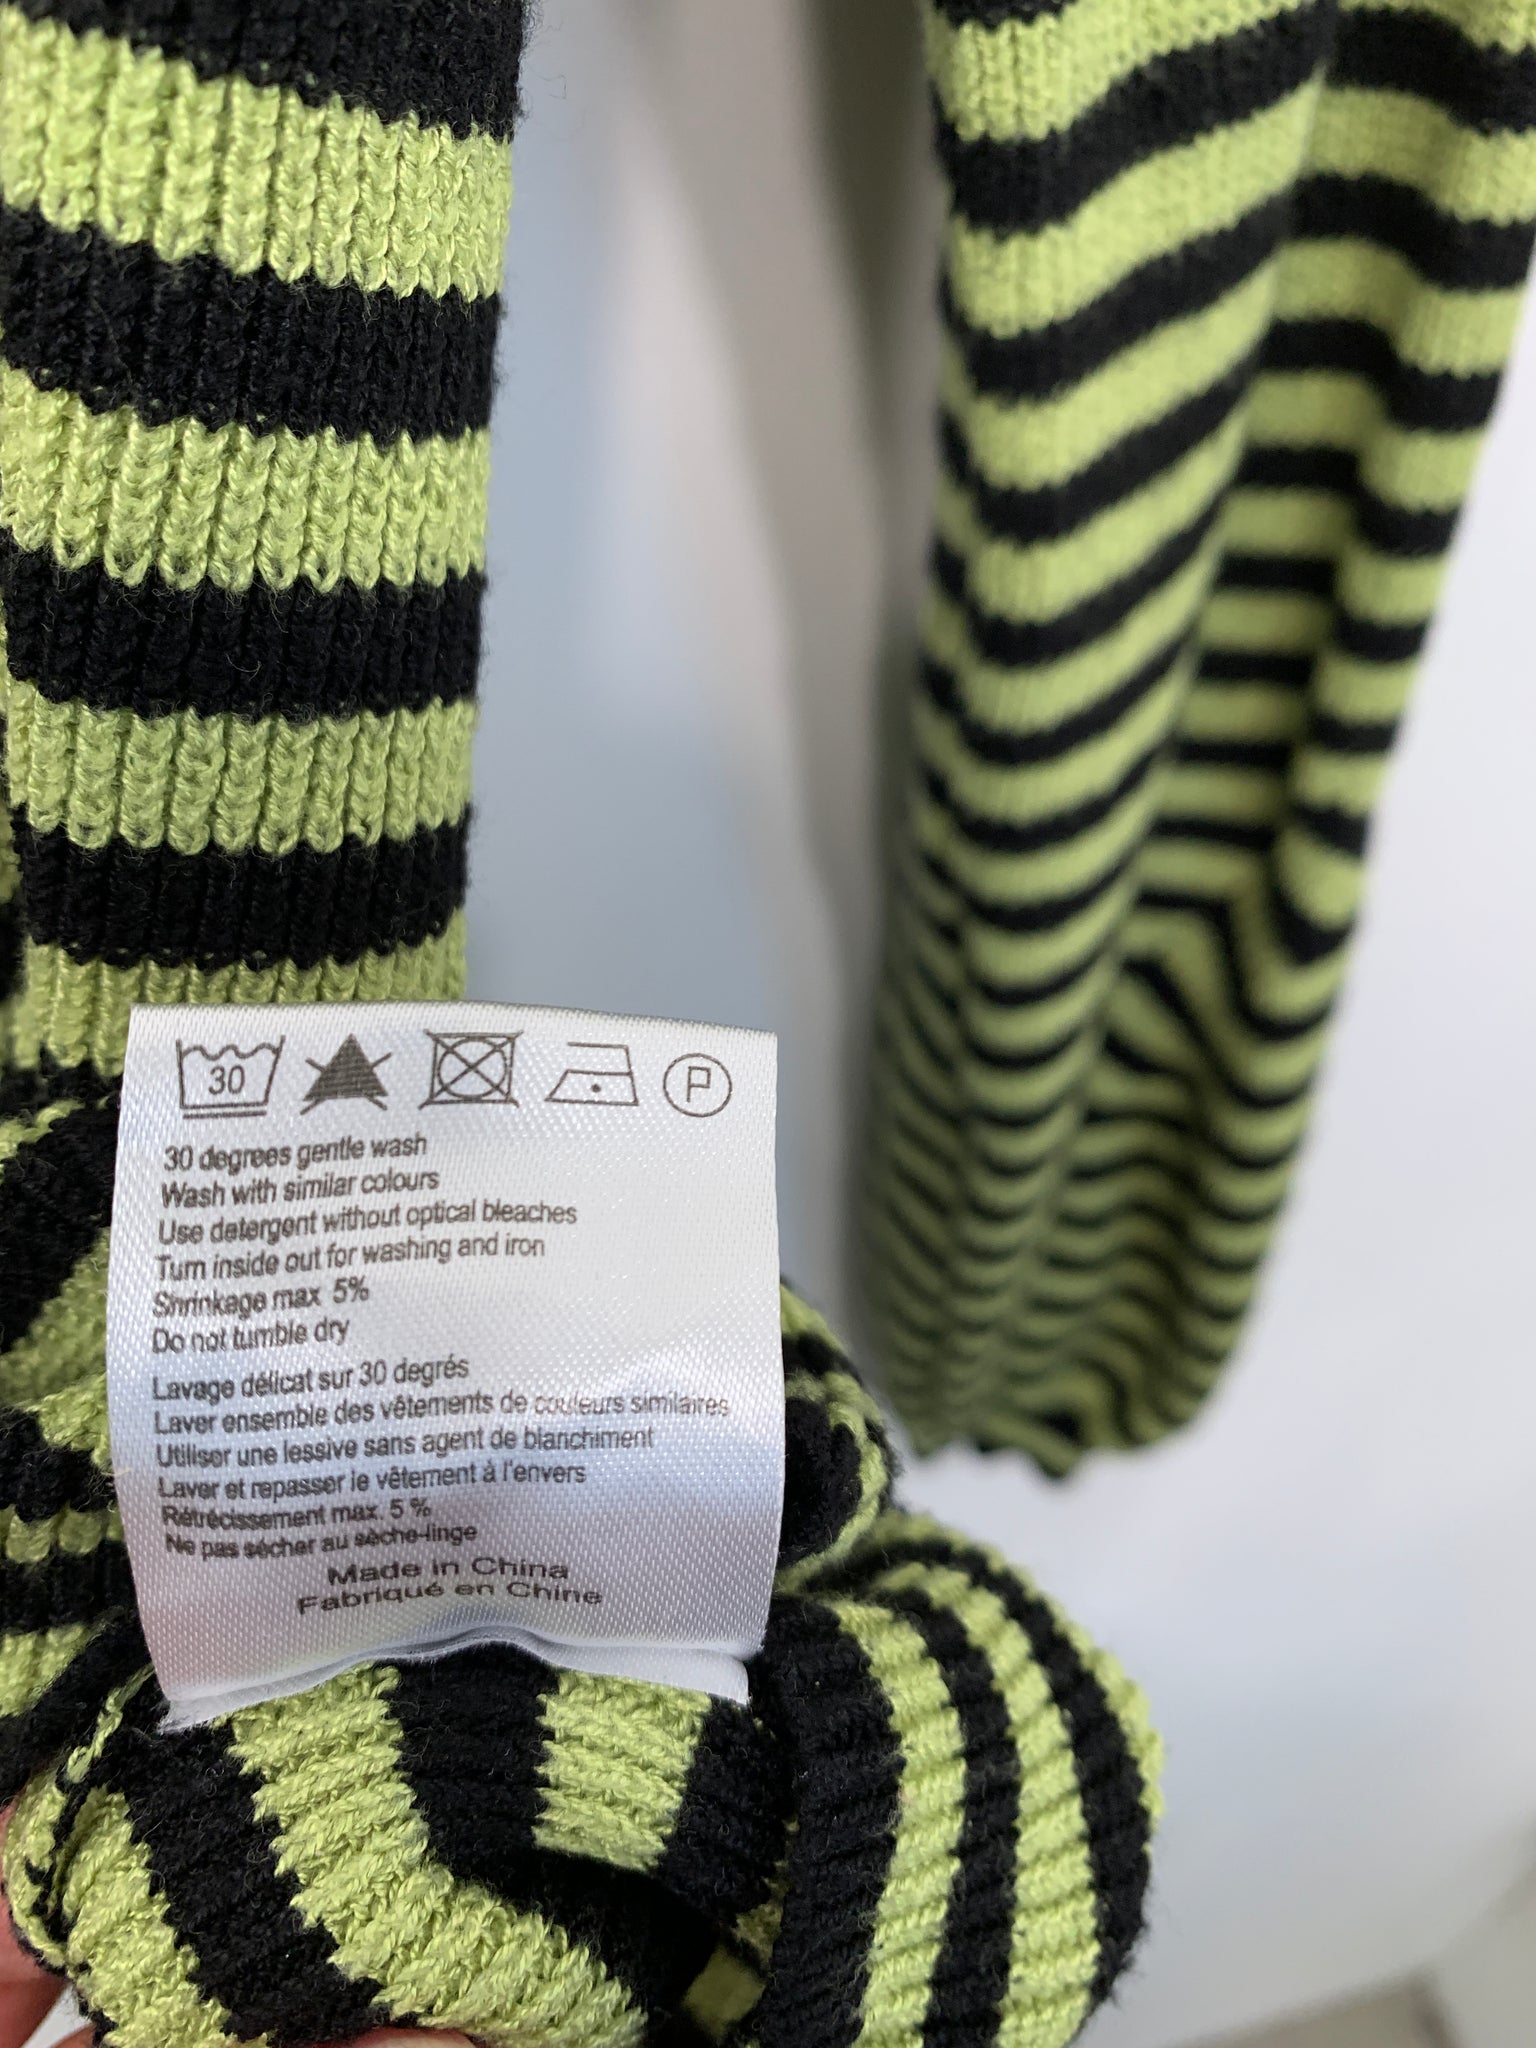 30
P
30 degrees gentle wash
Wash with similar colours
Use detergent without optical bleaches
Turn inside out for washing and iron
Shrinkage max 5%
Do not tumble dry
Lavage délicat sur 30 degrés
Laver ensemble des vêtements de couleurs similaires
Utiliser une lessive sans agent de blanchiment
Laver et repasser le vêtement à l'envers
Rétrécissement max. 5 %
Ne pas sécher au sèche-linge
Made in China
Fabriqué en Chine